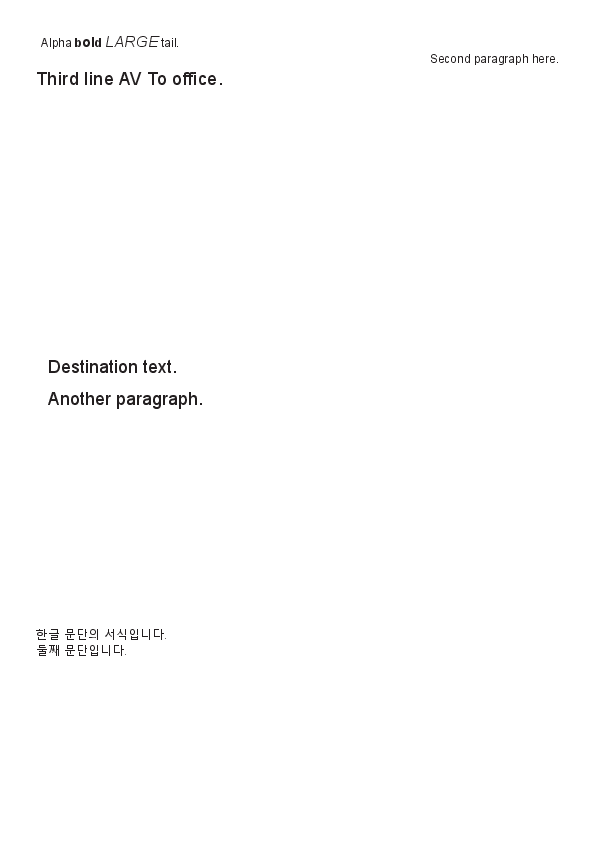 Alpha bold LARGE tail.
Second paragraph here.
Third line AV To office.
Destination text.
Another paragraph.
한글 문단의 서식입니다.
둘째 문단입니다.